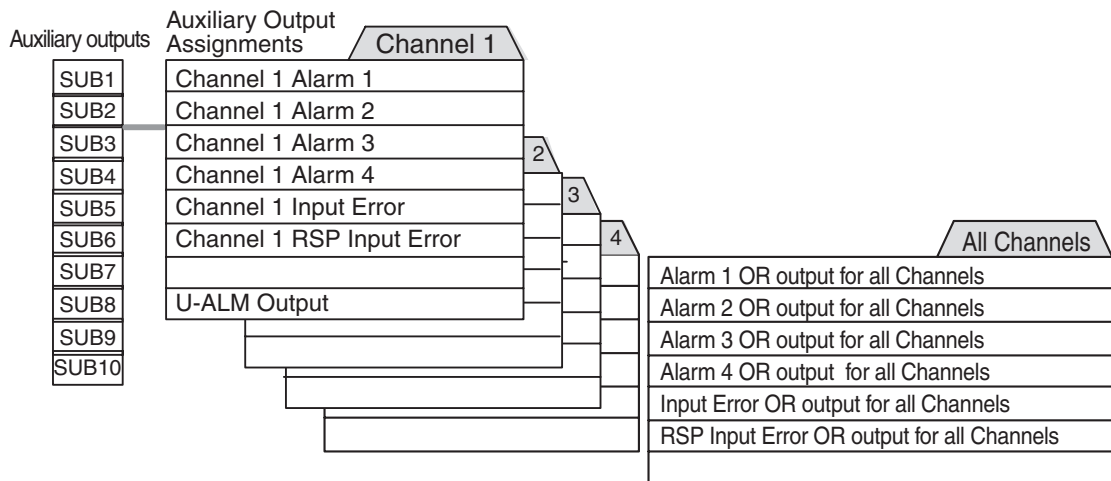 Auxiliary outputs
SUB1
SUB2
SUB3
SUB4
SUB5
SUB6
SUB7
SUB8
SUB9
SUB10
Auxiliary Output
Assignments
Channel 1
Channel 1 Alarm 1
Channel 1 Alarm 2
Channel 1 Alarm 3
Channel 1 Alarm 4
Channel 1 Input Error
Channel 1 RSP Input Error
U-ALM Output
2
3
4
All Channels
Alarm 1 OR output for all Channels
Alarm 2 OR output for all Channels
Alarm 3 OR output for all Channels
Alarm 4 OR output for all Channels
Input Error OR output for all Channels
RSP Input Error OR output for all Channels